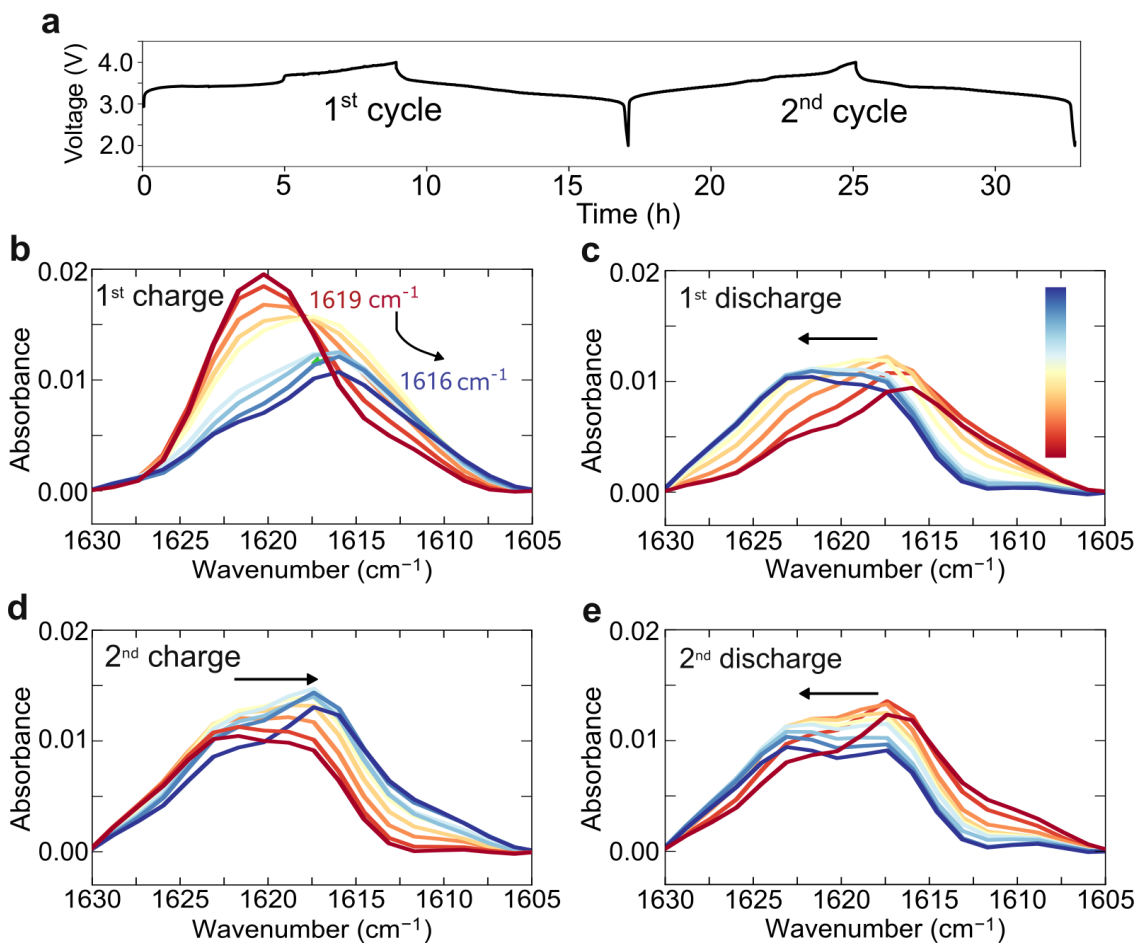 a
Voltage (V)
4.0
3.0
2.0
1st cycle
2nd cycle
0 5 10 15 20 25 30
Time (h)
b
Absorbance
0.02
0.01
0.00
1st charge
1619 cm⁻¹
1616 cm⁻¹
1630 1625 1620 1615 1610 1605
Wavenumber (cm⁻¹)
c
Absorbance
0.02
0.01
0.00
1st discharge
1630 1625 1620 1615 1610 1605
Wavenumber (cm⁻¹)
d
Absorbance
0.02
0.01
0.00
2nd charge
1630 1625 1620 1615 1610 1605
Wavenumber (cm⁻¹)
e
Absorbance
0.02
0.01
0.00
2nd discharge
1630 1625 1620 1615 1610 1605
Wavenumber (cm⁻¹)